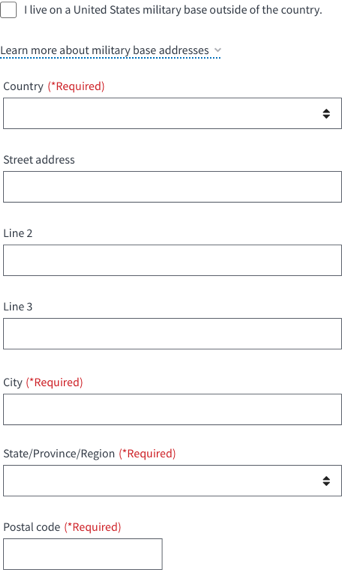 I live on a United States military base outside of the country.
Learn more about military base addresses
Country (*Required)
Street address
Line 2
Line 3
City (*Required)
State/Province/Region (*Required)
Postal code (*Required)